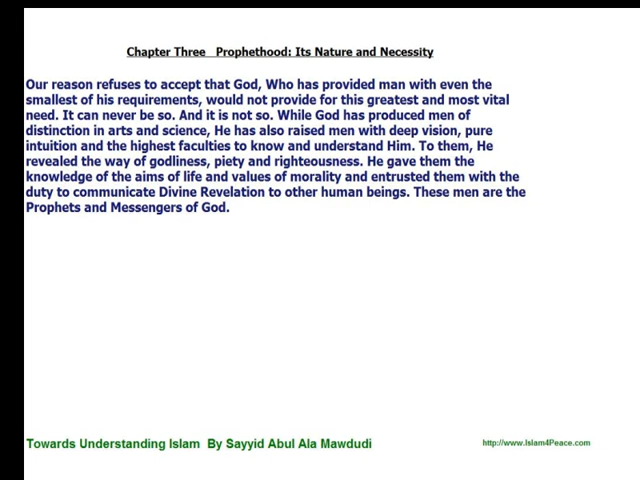 Chapter Three   Prophethood: Its Nature and Necessity
Our reason refuses to accept that God, Who has provided man with even the
smallest of his requirements, would not provide for this greatest and most vital
need. It can never be so. And it is not so. While God has produced men of
distinction in arts and science, He has also raised men with deep vision, pure
intuition and the highest faculties to know and understand Him. To them, He
revealed the way of godliness, piety and righteousness. He gave them the
knowledge of the aims of life and values of morality and entrusted them with the
duty to communicate Divine Revelation to other human beings. These men are the
Prophets and Messengers of God.
Towards Understanding Islam  By Sayyid Abul Ala Mawdudi
http://www.Islam4Peace.com